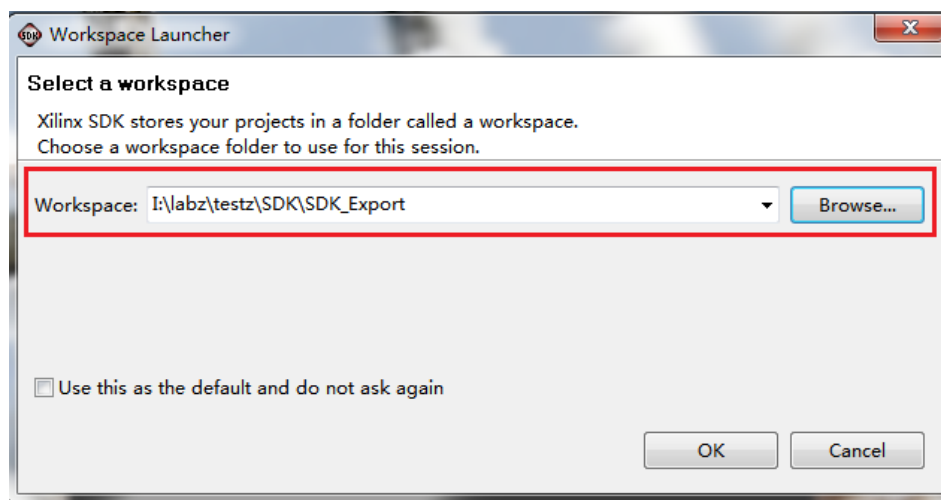 SDK Workspace Launcher
Select a workspace
Xilinx SDK stores your projects in a folder called a workspace.
Choose a workspace folder to use for this session.
Workspace: I:\labz\testz\SDK\SDK_Export Browse...
Use this as the default and do not ask again
OK Cancel